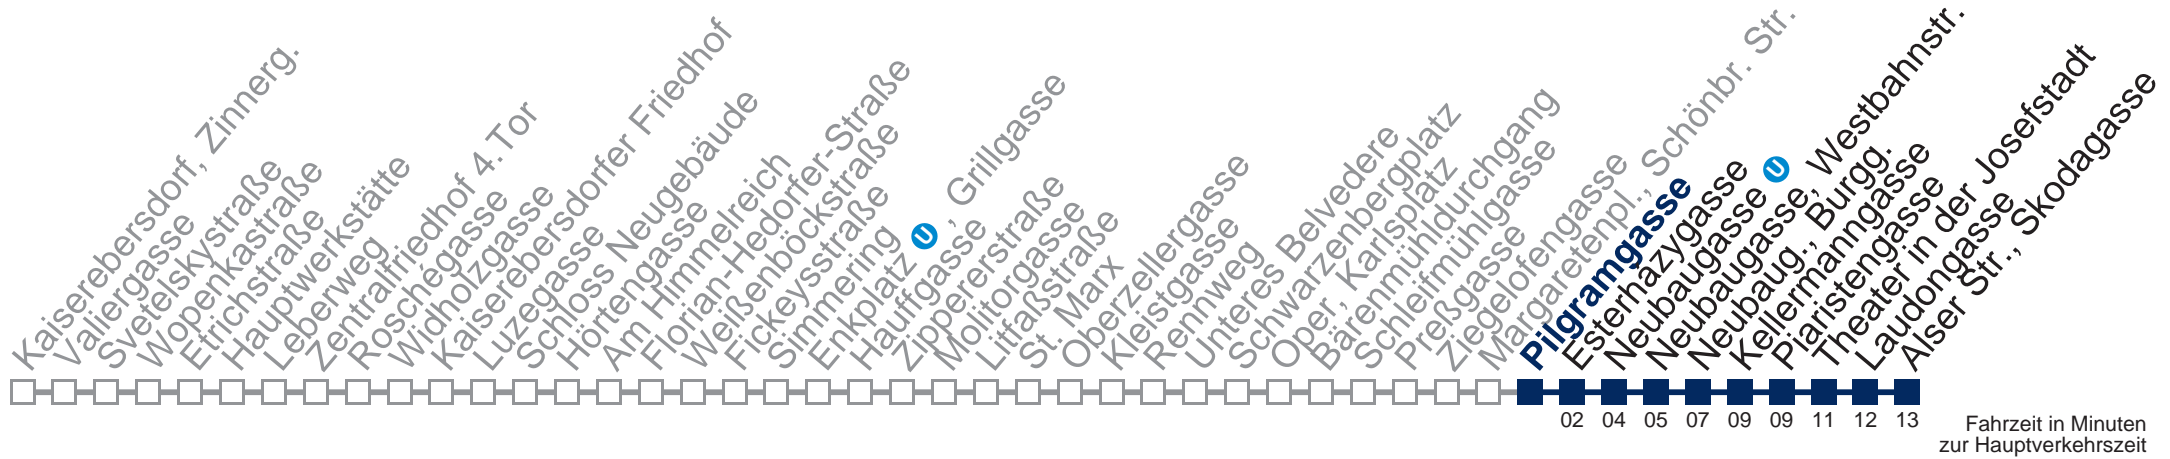 Kaiserebersdorf, Zinnerg.
Valiergasse
Svetelskystraße
Wopenkastraße
Etrichstraße
Hauptwerkstätte
Leberweg
Zentralfriedhof 4.Tor
Roschégasse
Widholzgasse
Kaiserebersdorfer Friedhof
Luzegasse
Schloss Neugebäude
Hörtengasse
Am Himmelreich
Florian-Hedorfer-Straße
Weißenböckstraße
Fickeysstraße
Simmering
Enkplatz U , Grillgasse
Hauffgasse
Zippererstraße
Molitorgasse
Litfaßstraße
St. Marx
Oberzellergasse
Kleistgasse
Rennweg
Unteres Belvedere
Schwarzenbergplatz
Oper, Karlsplatz
Bärenmühldurchgang
Schleifmühlgasse
Preßgasse
Ziegelofengasse
Margaretenpl., Schönbr. Str.
Pilgramgasse
Esterházygasse
Neubaugasse U
Neubaugasse, Westbahnstr.
Neubaug., Burgg.
Kellermanngasse
Piaristengasse
Theater in der Josefstadt
Laudongasse
Alser Str., Skodagasse
02 04 05 07 09 09 11 12 13
Fahrzeit in Minuten
zur Hauptverkehrszeit